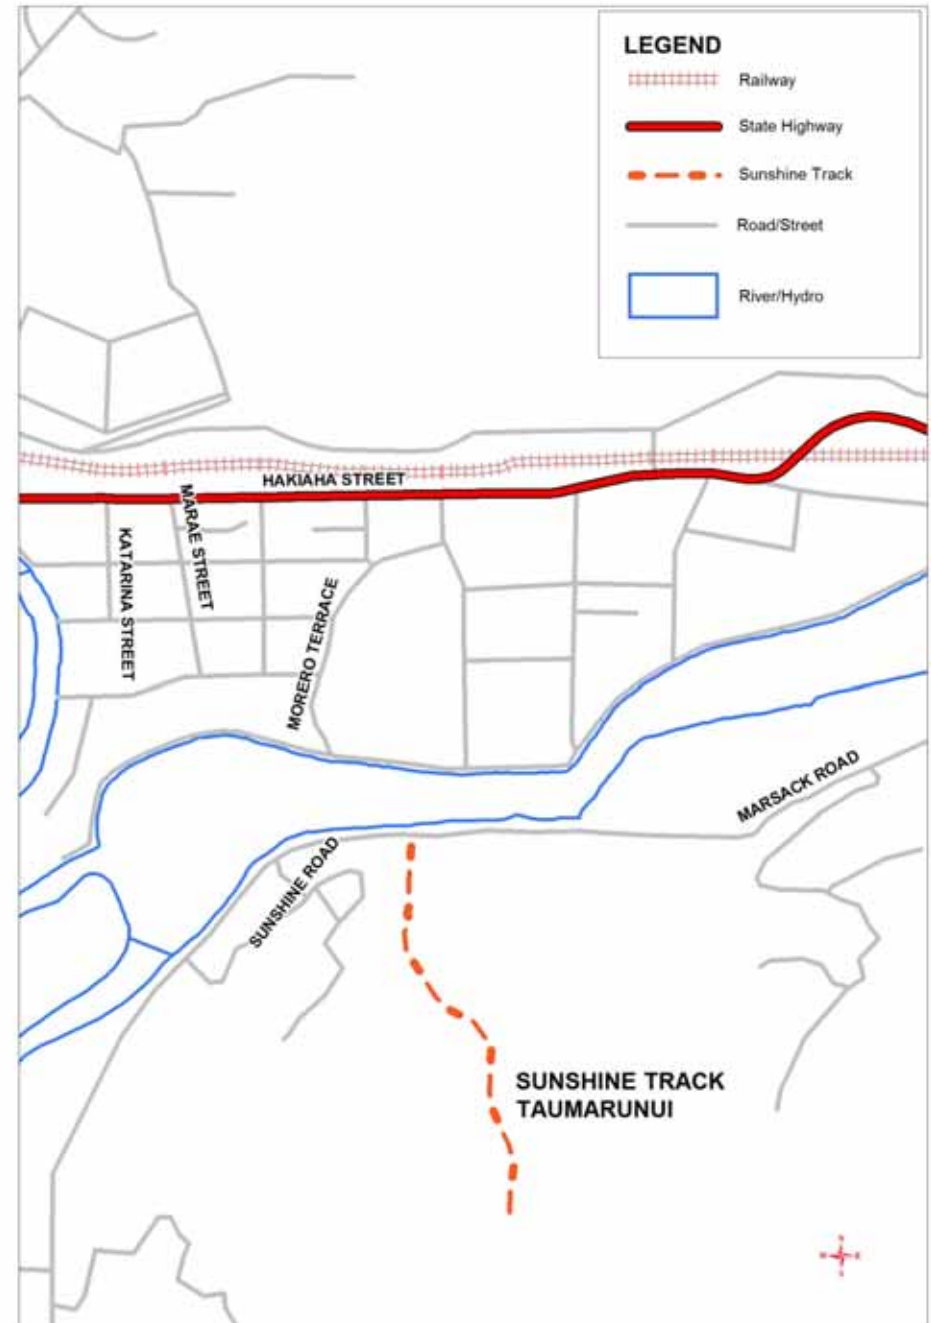 LEGEND
Railway
State Highway
Sunshine Track
Road/Street
River/Hydro
HAKIAHA STREET
MARAE STREET
KATARINA STREET
MORERO TERRACE
MARSACK ROAD
SUNSHINE ROAD
SUNSHINE TRACK
TAUMARUNUI